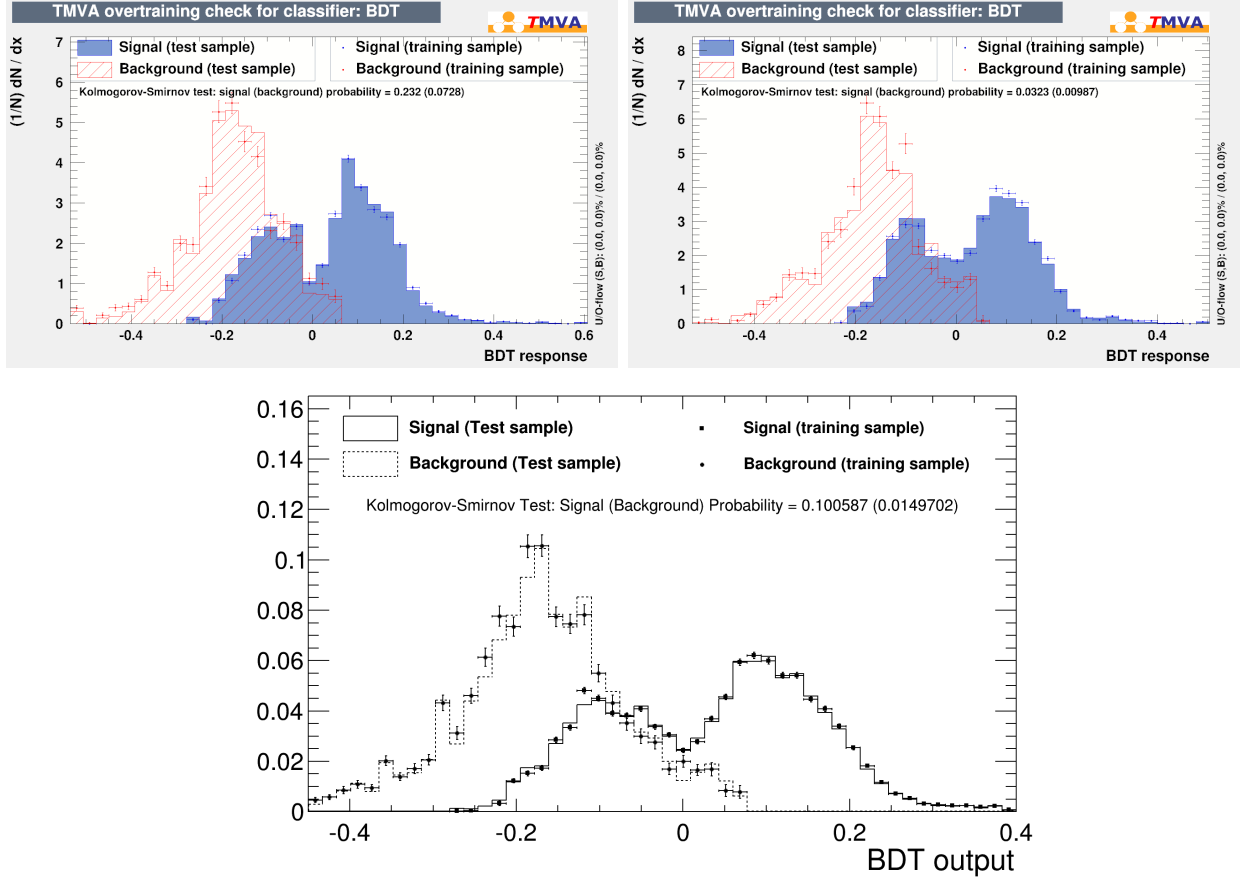 TMVA overtraining check for classifier: BDT
TMVA
(1/N) dN / dx
7
6
5
4
3
2
1
0
Signal (test sample)
Background (test sample)
Signal (training sample)
Background (training sample)
Kolmogorov-Smirnov test: signal (background) probability = 0.232 (0.0728)
U/O-flow (S,B): (0.0, 0.0)% / (0.0, 0.0)%
-0.4 -0.2 0 0.2 0.4 0.6
BDT response
TMVA overtraining check for classifier: BDT
TMVA
(1/N) dN / dx
8
7
6
5
4
3
2
1
0
Signal (test sample)
Background (test sample)
Signal (training sample)
Background (training sample)
Kolmogorov-Smirnov test: signal (background) probability = 0.0323 (0.00987)
U/O-flow (S,B): (0.0, 0.0)% / (0.0, 0.0)%
-0.4 -0.2 0 0.2 0.4
BDT response
0.16
0.14
0.12
0.1
0.08
0.06
0.04
0.02
0
Signal (Test sample)
Background (Test sample)
Signal (training sample)
Background (training sample)
Kolmogorov-Smirnov Test: Signal (Background) Probability = 0.100587 (0.0149702)
-0.4 -0.2 0 0.2 0.4
BDT output